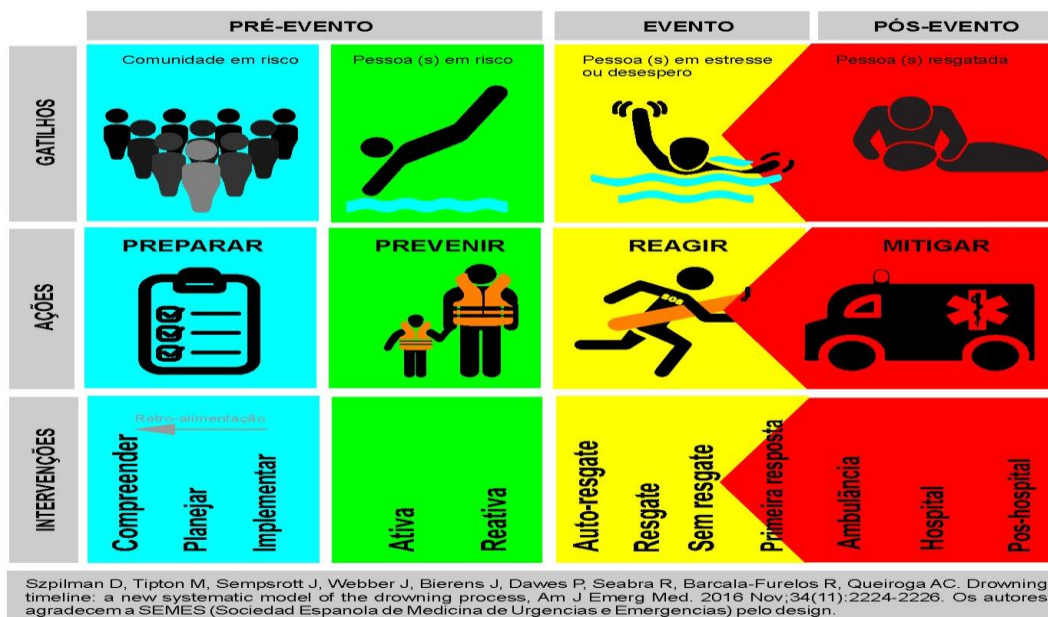 PRÉ-EVENTO
EVENTO
PÓS-EVENTO
GATILHOS
Comunidade em risco
Pessoa (s) em risco
Pessoa (s) em estresse
ou desespero
Pessoa (s) resgatada
AÇÕES
PREPARAR
PREVENIR
REAGIR
SOS
MITIGAR
INTERVENÇÕES
Retro-alimentação
Compreender
Planejar
Implementar
Ativa
Reativa
Auto-resgate
Resgate
Sem resgate
Primeira resposta
Ambulância
Hospital
Pos-hospital
Szpilman D, Tipton M, Sempsrott J, Webber J, Bierens J, Dawes P, Seabra R, Barcala-Furelos R, Queiroga AC. Drowning
timeline: a new systematic model of the drowning process, Am J Emerg Med. 2016 Nov;34(11):2224-2226. Os autores
agradecem a SEMES (Sociedad Espanola de Medicina de Urgencias e Emergencias) pelo design.